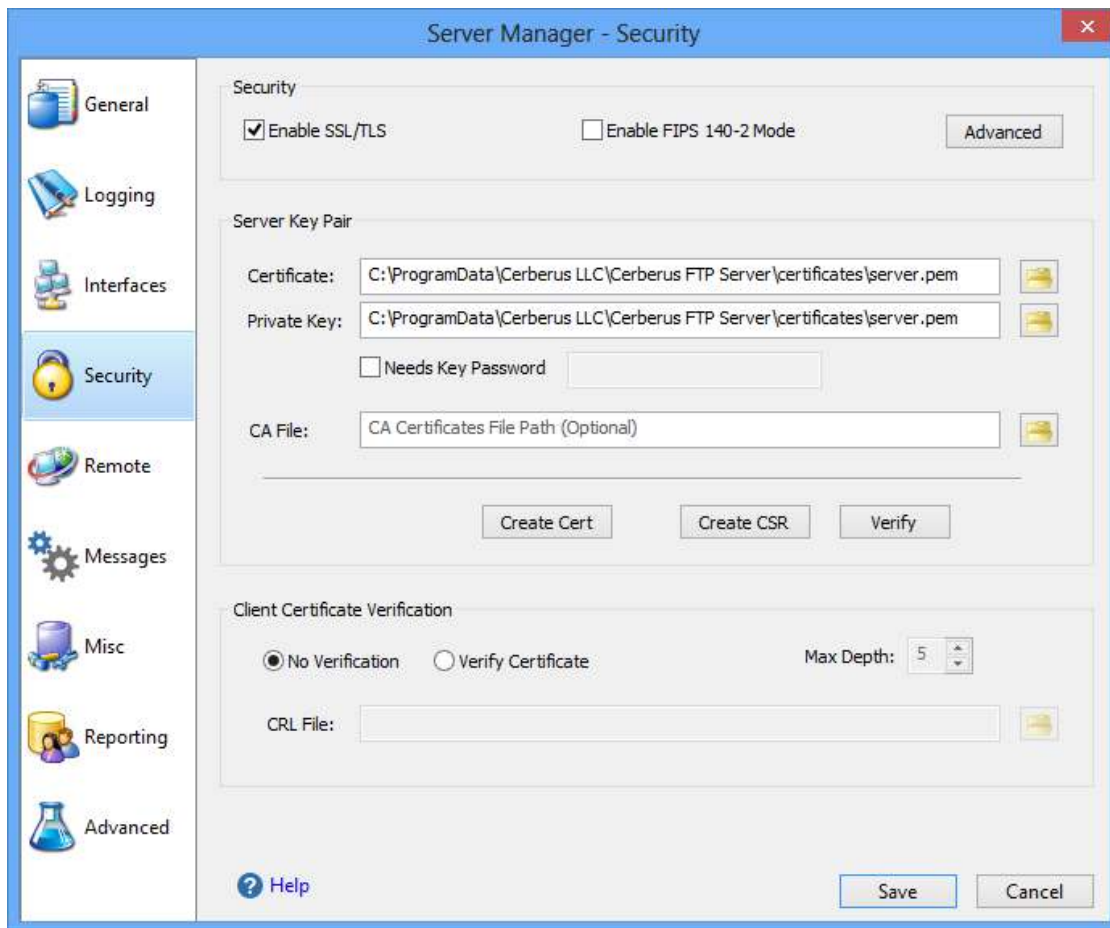 Server Manager - Security
General
Logging
Interfaces
Security
Remote
Messages
Misc
Reporting
Advanced
Security
Enable SSL/TLS
Enable FIPS 140-2 Mode
Advanced
Server Key Pair
Certificate: C:\ProgramData\Cerberus LLC\Cerberus FTP Server\certificates\server.pem
Private Key: C:\ProgramData\Cerberus LLC\Cerberus FTP Server\certificates\server.pem
Needs Key Password
CA File: CA Certificates File Path (Optional)
Create Cert
Create CSR
Verify
Client Certificate Verification
No Verification
Verify Certificate
Max Depth: 5
CRL File:
Help
Save
Cancel